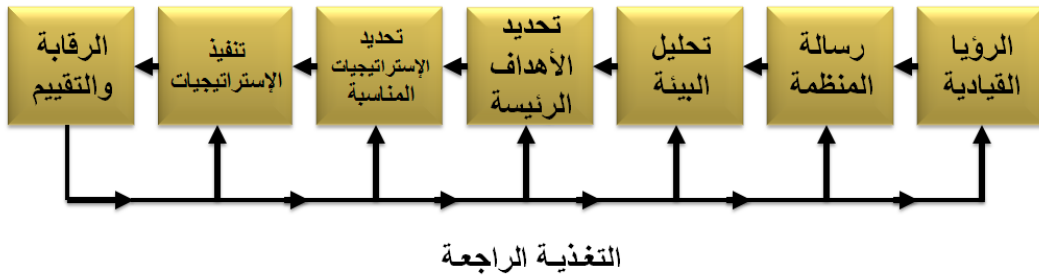 الرؤيا
القيادية
رسالة
المنظمة
تحليل
البيئة
تحديد
الأهداف
الرئيسة
تحديد
الإستراتيجيات
المناسبة
تنفيذ
الإستراتيجيات
الرقابة
والتقييم
التغذية الراجعة